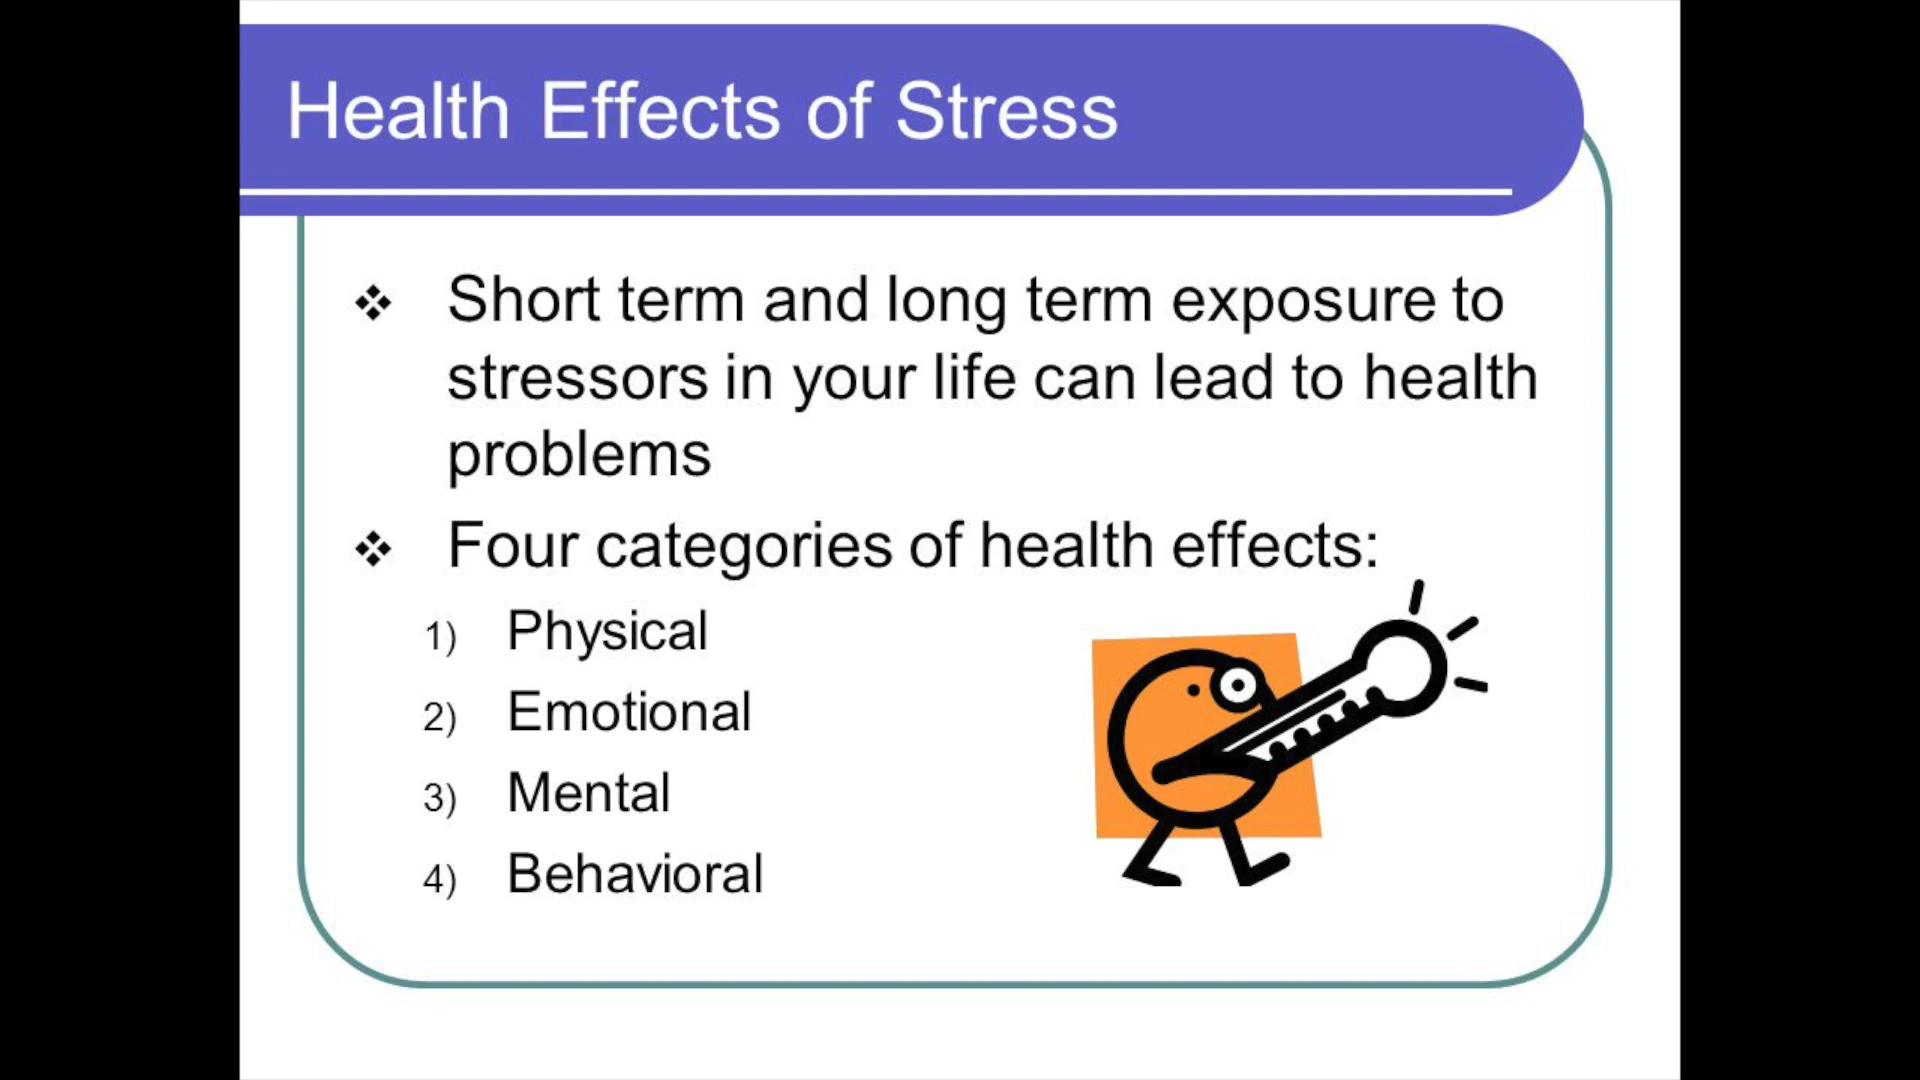 Health Effects of Stress
❖ Short term and long term exposure to
stressors in your life can lead to health
problems
❖ Four categories of health effects:
1) Physical
2) Emotional
3) Mental
4) Behavioral